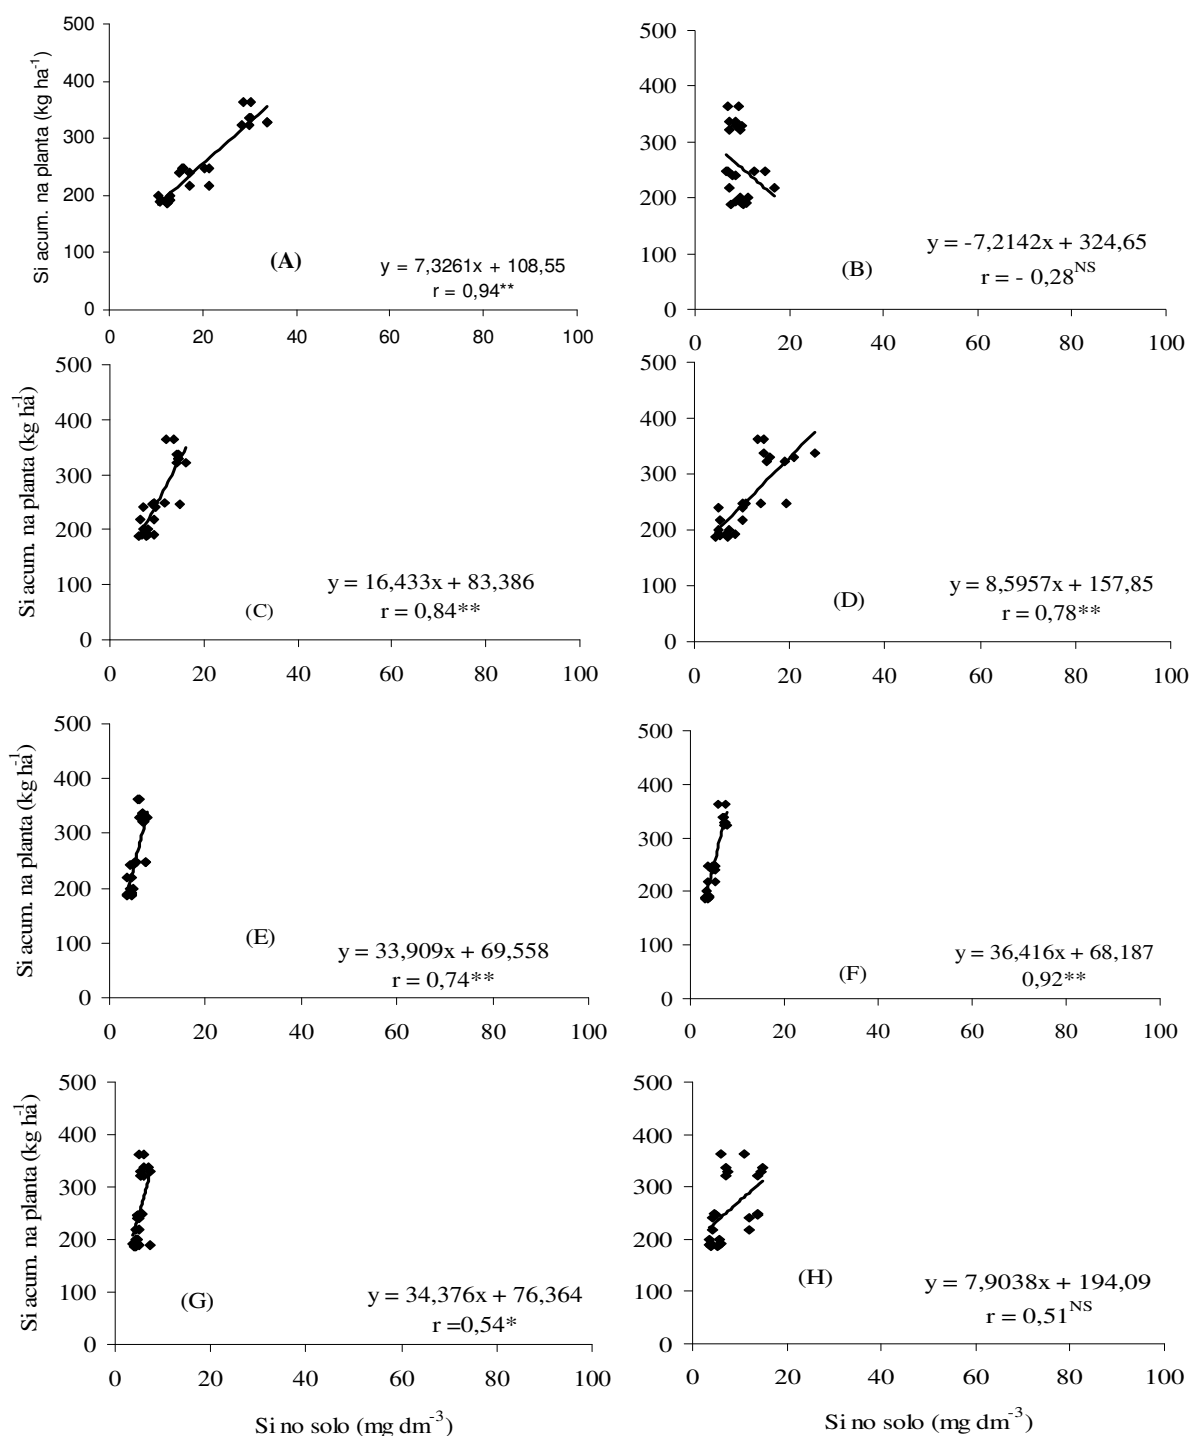 Si acum. na planta (kg ha-1)
500
400
300
200
100
0
(A)
y = 7,3261x + 108,55
r = 0,94**
0 20 40 60 80 100
500
400
300
200
100
0
(B)
y = -7,2142x + 324,65
r = - 0,28NS
0 20 40 60 80 100
Si acum. na planta (kg ha-1)
500
400
300
200
100
0
(C)
y = 16,433x + 83,386
r = 0,84**
0 20 40 60 80 100
500
400
300
200
100
0
(D)
y = 8,5957x + 157,85
r = 0,78**
0 20 40 60 80 100
Si acum. na planta (kg ha-1)
500
400
300
200
100
0
(E)
y = 33,909x + 69,558
r = 0,74**
0 20 40 60 80 100
500
400
300
200
100
0
(F)
y = 36,416x + 68,187
0,92**
0 20 40 60 80 100
Si acum. na planta (kg ha-1)
500
400
300
200
100
0
(G)
y = 34,376x + 76,364
r =0,54*
0 20 40 60 80 100
Si no solo (mg dm-3)
500
400
300
200
100
0
(H)
y = 7,9038x + 194,09
r = 0,51NS
0 20 40 60 80 100
Si no solo (mg dm-3)